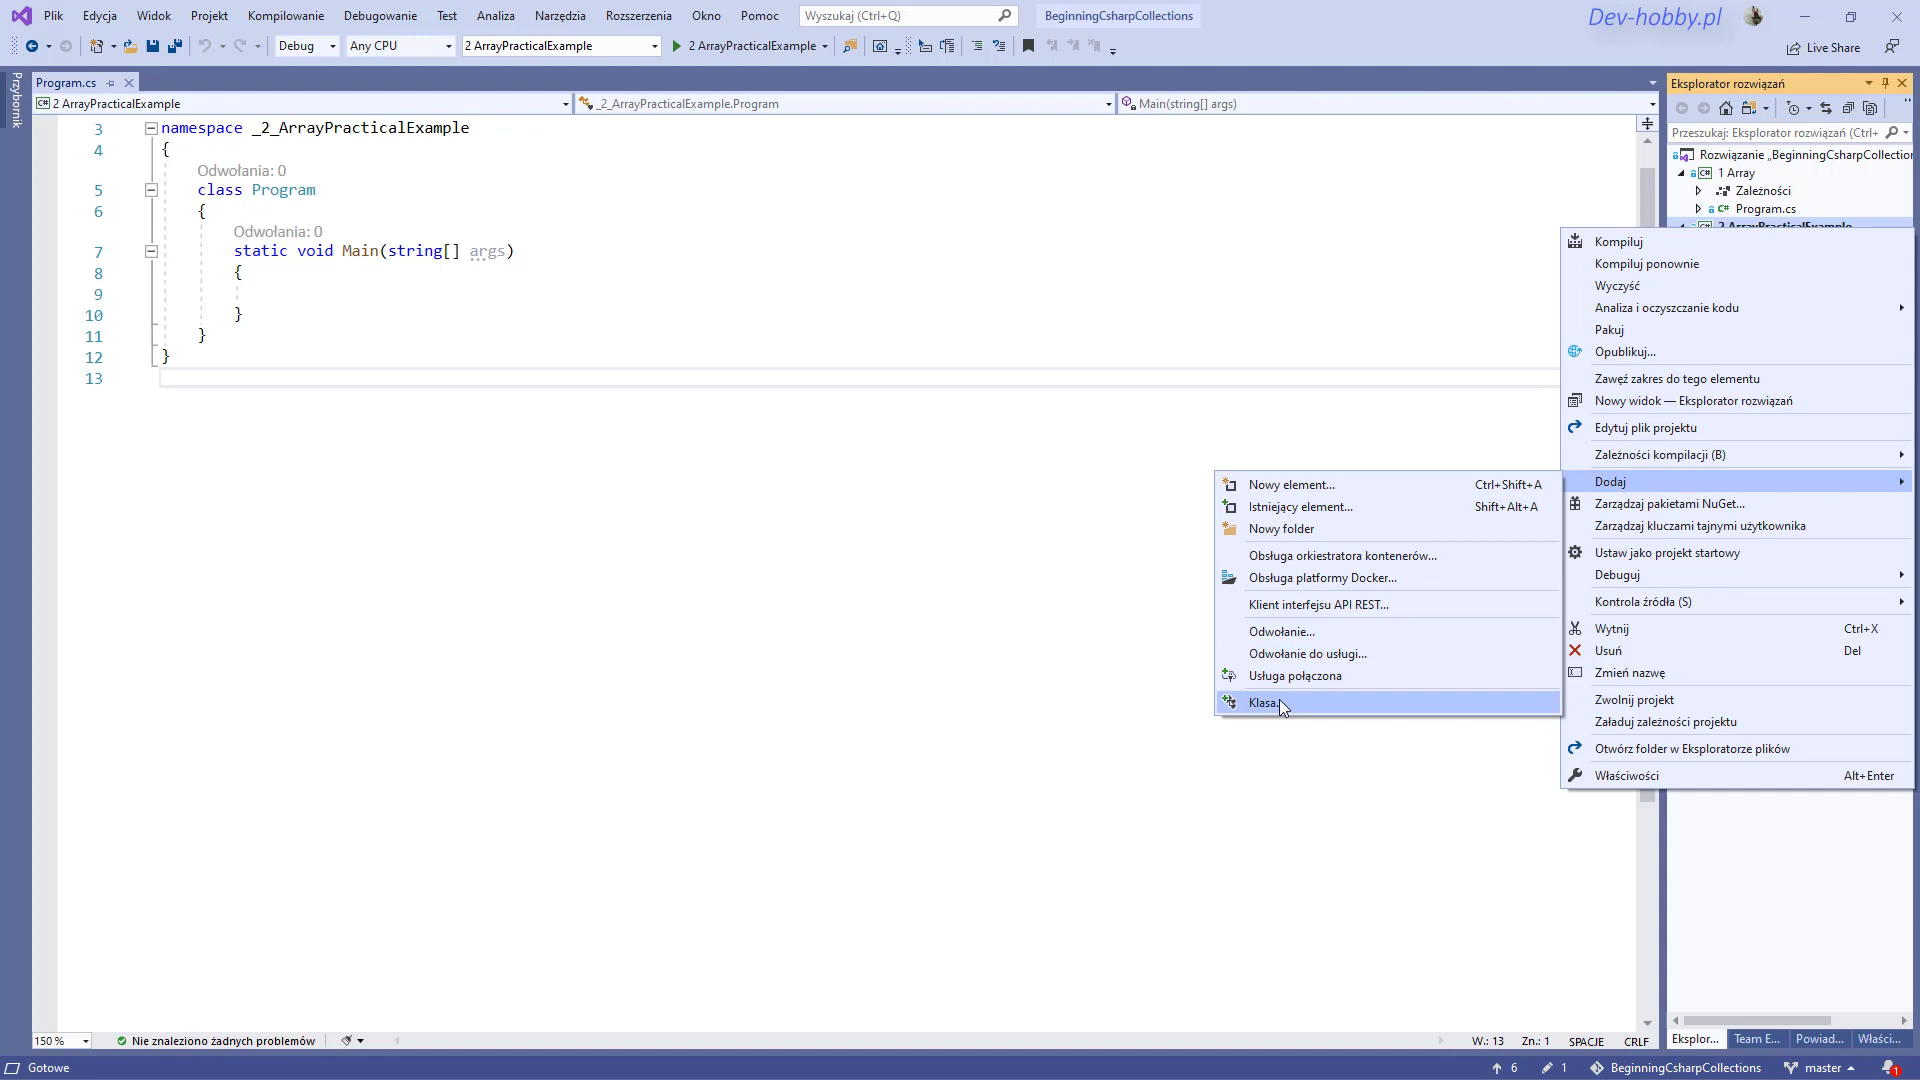 Plik Edycja Widok Projekt Kompilowanie Debugowanie Test Analiza Narzędzia Rozszerzenia Okno Pomoc Wyszukaj (Ctrl+Q) BeginningCsharpCollections Dev-hobby.pl
Debug Any CPU 2 ArrayPracticalExample 2 ArrayPracticalExample Live Share
Przybornik
Program.cs
2 ArrayPracticalExample _2_ArrayPracticalExample.Program Main(string[] args)
3 namespace _2_ArrayPracticalExample
4 {
Odwołania: 0
5 class Program
6 {
Odwołania: 0
7 static void Main(string[] args)
8 {
9
10 }
11 }
12 }
13
Eksplorator rozwiązań
Przeszukaj: Eksplorator rozwiązań (Ctrl+
Rozwiązanie „BeginningCsharpCollection
1 Array
Zależności
Program.cs
2 ArrayPracticalExample
Kompiluj
Kompiluj ponownie
Wyczyść
Analiza i oczyszczanie kodu
Pakuj
Opublikuj...
Zawęź zakres do tego elementu
Nowy widok — Eksplorator rozwiązań
Edytuj plik projektu
Zależności kompilacji (B)
Dodaj
Zarządzaj pakietami NuGet...
Zarządzaj kluczami tajnymi użytkownika
Ustaw jako projekt startowy
Debuguj
Kontrola źródła (S)
Wytnij Ctrl+X
Usuń Del
Zmień nazwę
Zwolnij projekt
Załaduj zależności projektu
Otwórz folder w Eksploratorze plików
Właściwości Alt+Enter
Nowy element... Ctrl+Shift+A
Istniejący element... Shift+Alt+A
Nowy folder
Obsługa orkiestratora kontenerów...
Obsługa platformy Docker...
Klient interfejsu API REST...
Odwołanie...
Odwołanie do usługi...
Usługa połączona
Klasa...
150 % Nie znaleziono żadnych problemów W.: 13 Zn.: 1 SPACJE CRLF
Eksplor... Team E... Powiad... Właści...
Gotowe 6 1 BeginningCsharpCollections master 1